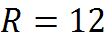 R = 12